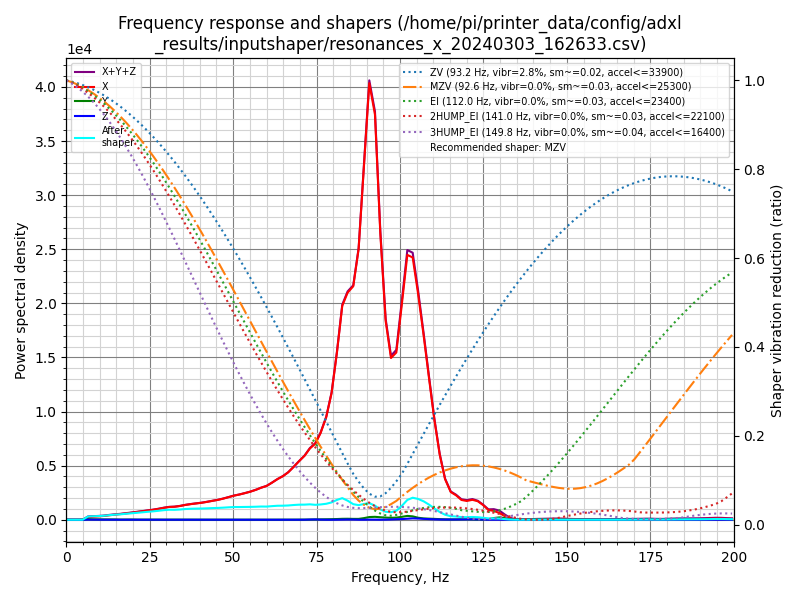 Frequency response and shapers (/home/pi/printer_data/config/adxl
_results/inputshaper/resonances_x_20240303_162633.csv)
1e4
X+Y+Z
X
Z
After
shaper
ZV (93.2 Hz, vibr=2.8%, sm~=0.02, accel<=33900)
MZV (92.6 Hz, vibr=0.0%, sm~=0.03, accel<=25300)
EI (112.0 Hz, vibr=0.0%, sm~=0.03, accel<=23400)
2HUMP_EI (141.0 Hz, vibr=0.0%, sm~=0.03, accel<=22100)
3HUMP_EI (149.8 Hz, vibr=0.0%, sm~=0.04, accel<=16400)
Recommended shaper: MZV
4.0
3.5
3.0
2.5
2.0
1.5
1.0
0.5
0.0
Power spectral density
1.0
0.8
0.6
0.4
0.2
0.0
Shaper vibration reduction (ratio)
0 25 50 75 100 125 150 175 200
Frequency, Hz